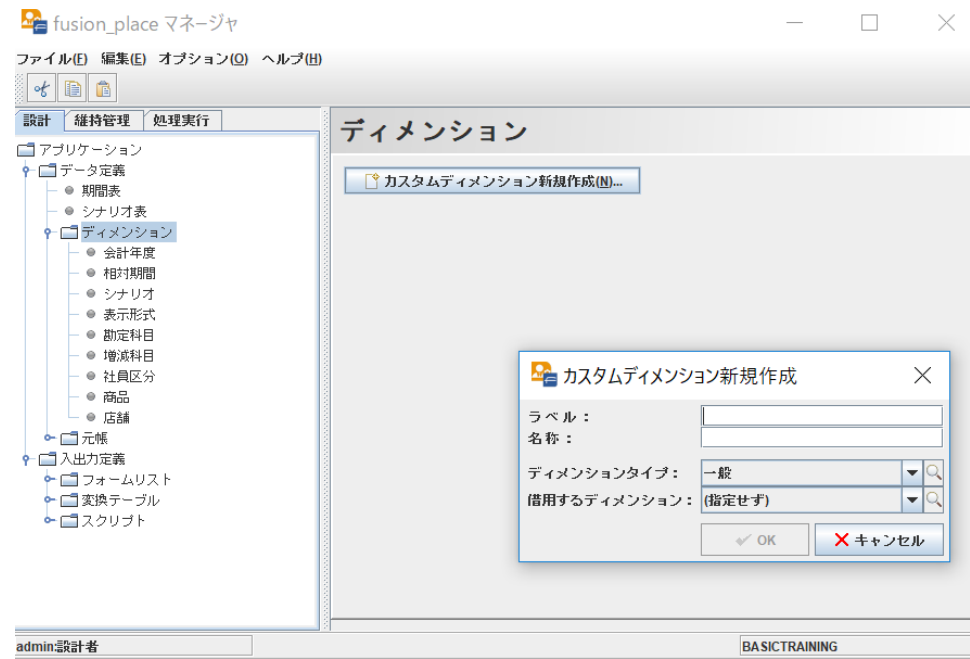 fusion_place マネージャ
ファイル(F) 編集(E) オプション(O) ヘルプ(H)
設計 維持管理 処理実行
アプリケーション
データ定義
期間表
シナリオ表
ディメンション
会計年度
相対期間
シナリオ
表示形式
勘定科目
増減科目
社員区分
商品
店舗
元帳
入出力定義
フォームリスト
変換テーブル
スクリプト
ディメンション
カスタムディメンション新規作成(N)...
カスタムディメンション新規作成
ラベル：
名称：
ディメンションタイプ： 一般
借用するディメンション： (指定せず)
OK キャンセル
admin:設計者 BASICTRAINING